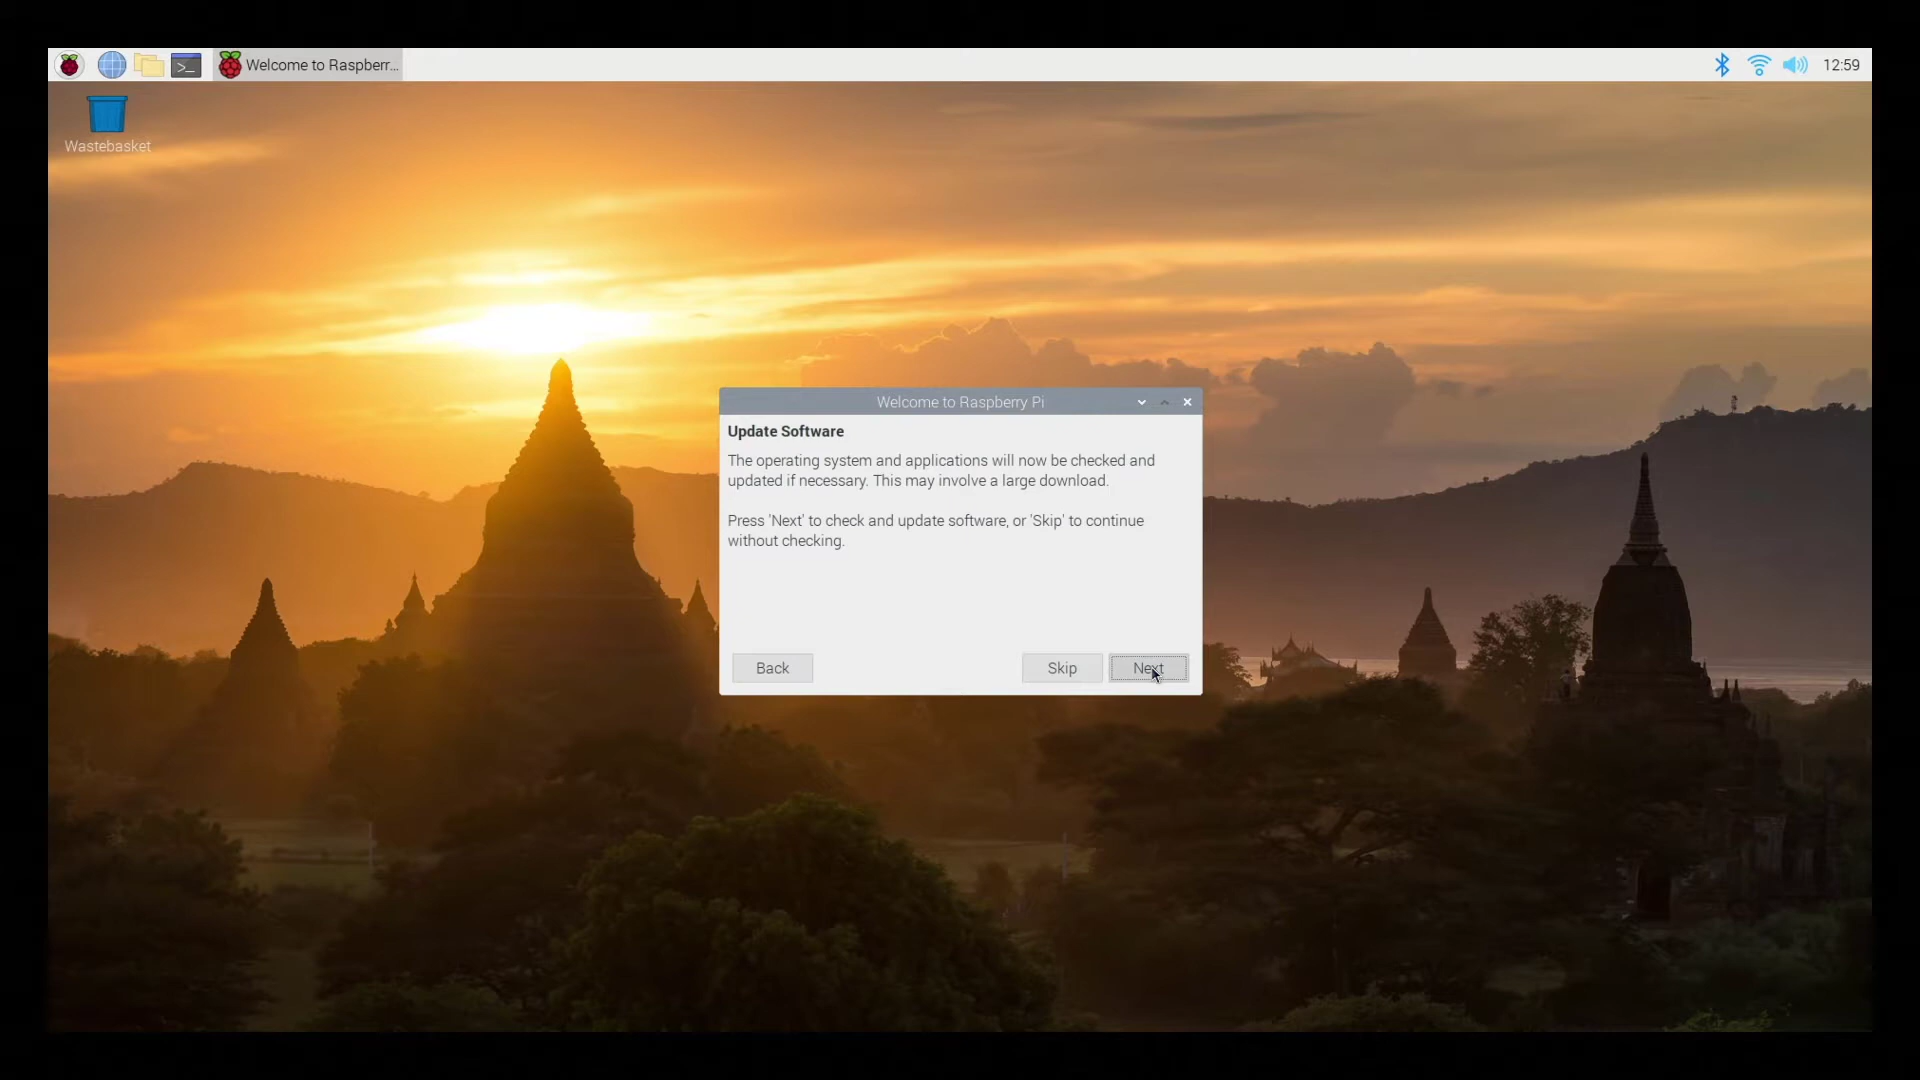 Welcome to Raspberr...
12:59
Wastebasket
Welcome to Raspberry Pi
Update Software
The operating system and applications will now be checked and
updated if necessary. This may involve a large download.
Press 'Next' to check and update software, or 'Skip' to continue
without checking.
Back
Skip
Next